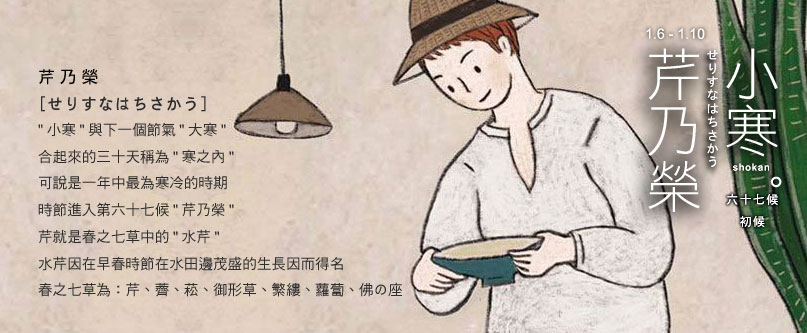 芹乃榮
[せりすなはちさかう]
"小寒"與下一個節氣"大寒"
合起來的三十天稱為"寒之內"
可說是一年中最為寒冷的時期
時節進入第六十七候"芹乃榮"
芹就是春之七草中的"水芹"
水芹因在早春時節在水田邊茂盛的生長因而得名
春之七草為：芹、薺、菘、御形草、繁縷、蘿蔔、佛の座
小寒。
shokan
六十七候
初候
1.6 - 1.10
せりすなはちさかう
芹乃榮